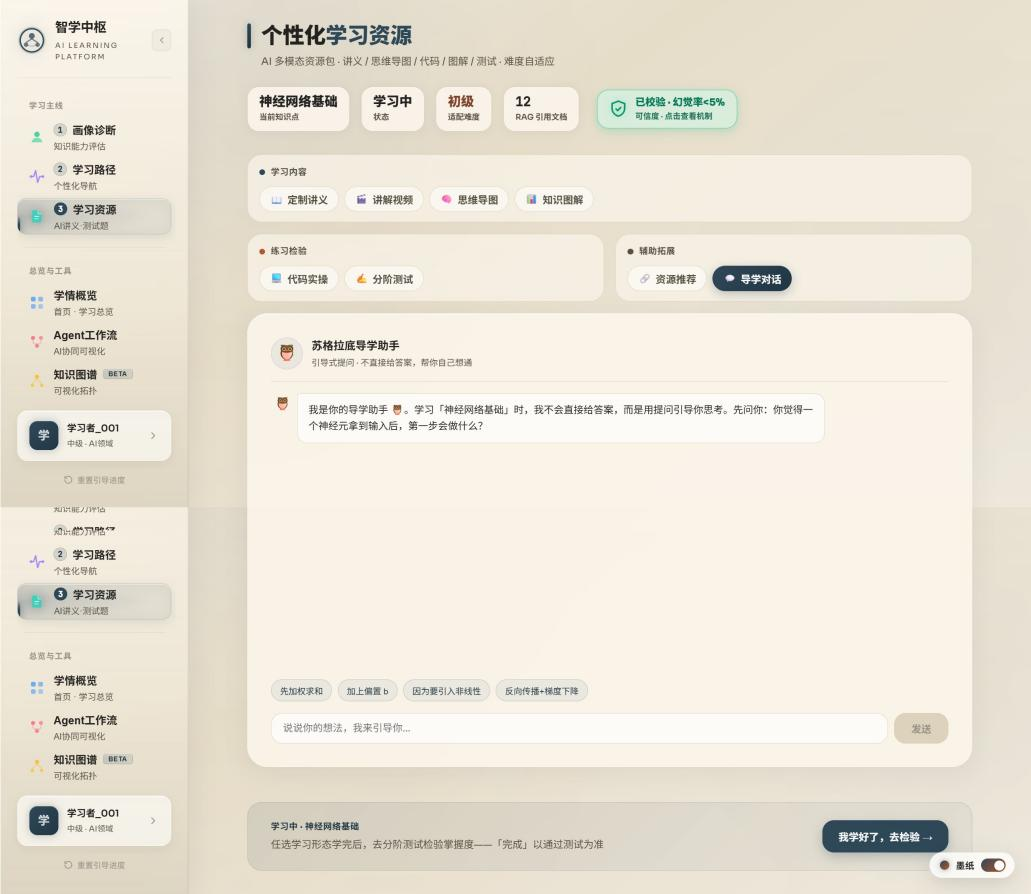 智学中枢
AI LEARNING
PLATFORM
学习主线
1 画像诊断
知识能力评估
2 学习路径
个性化导航
3 学习资源
AI讲义·测试题
总览与工具
学情概览
首页 · 学习总览
Agent工作流
AI协同可视化
知识图谱 BETA
可视化拓扑
学 学习者_001
中级 · AI领域
重置引导进度
知识能力评估
知识能力评估
2 学习路径
个性化导航
3 学习资源
AI讲义·测试题
总览与工具
学情概览
首页 · 学习总览
Agent工作流
AI协同可视化
知识图谱 BETA
可视化拓扑
学 学习者_001
中级 · AI领域
重置引导进度
个性化学习资源
AI 多模态资源包 · 讲义 / 思维导图 / 代码 / 图解 / 测试 · 难度自适应
神经网络基础
当前知识点
学习中
状态
初级
适配难度
12
RAG 引用文档
已校验 · 幻觉率<5%
可信度 · 点击查看机制
学习内容
定制讲义 讲解视频 思维导图 知识图解
练习检验
代码实操 分阶测试
辅助拓展
资源推荐 导学对话
苏格拉底导学助手
引导式提问 · 不直接给答案，帮你自己想通
我是你的导学助手 🦉。学习「神经网络基础」时，我不会直接给答案，而是用提问引导你思考。先问你：你觉得一
个神经元拿到输入后，第一步会做什么？
先加权求和 加上偏置 b 因为要引入非线性 反向传播+梯度下降
说说你的想法，我来引导你... 发送
学习中 · 神经网络基础
任选学习形态学完后，去分阶测试检验掌握度——「完成」以通过测试为准
我学好了，去检验 →
墨纸